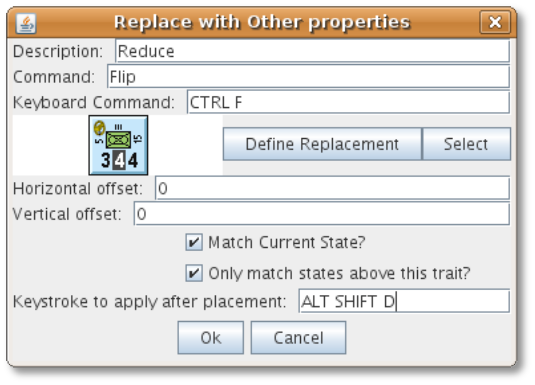 Replace with Other properties
Description: Reduce
Command: Flip
Keyboard Command: CTRL F
344
Define Replacement Select
Horizontal offset: 0
Vertical offset: 0
Match Current State?
Only match states above this trait?
Keystroke to apply after placement: ALT SHIFT D
Ok Cancel